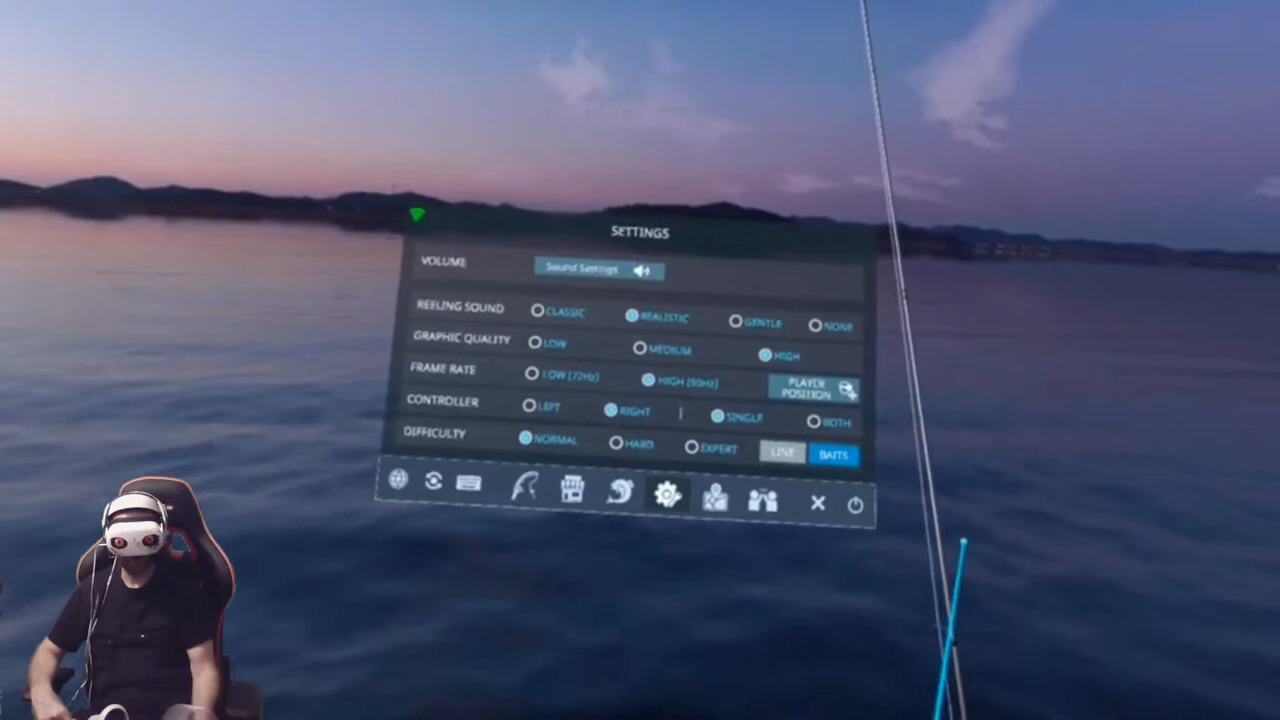 SETTINGS
VOLUME Sound Settings
REELING SOUND CLASSIC REALISTIC GENTLE NONE
GRAPHIC QUALITY LOW MEDIUM HIGH
FRAME RATE LOW (72Hz) HIGH (90Hz) PLAYER POSITION
CONTROLLER LEFT RIGHT | SINGLE BOTH
DIFFICULTY NORMAL HARD EXPERT LINE BAITS